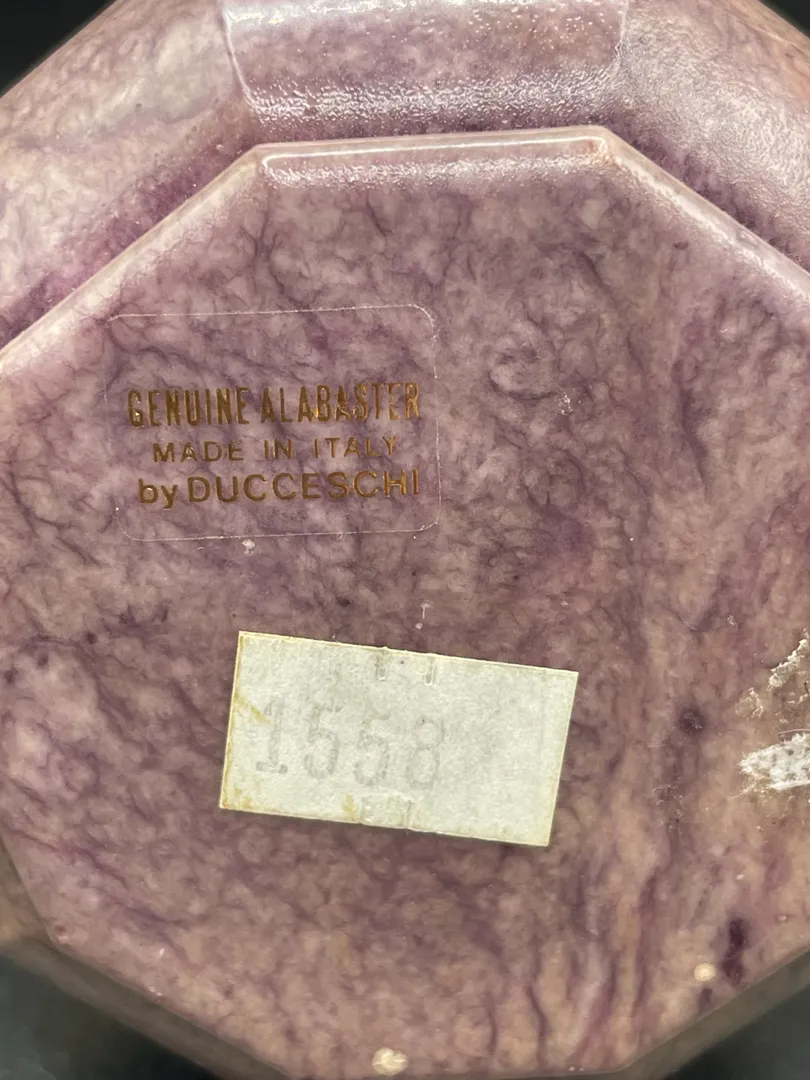 GENUINE ALABASTER
MADE IN ITALY
by DUCCESCHI
1558